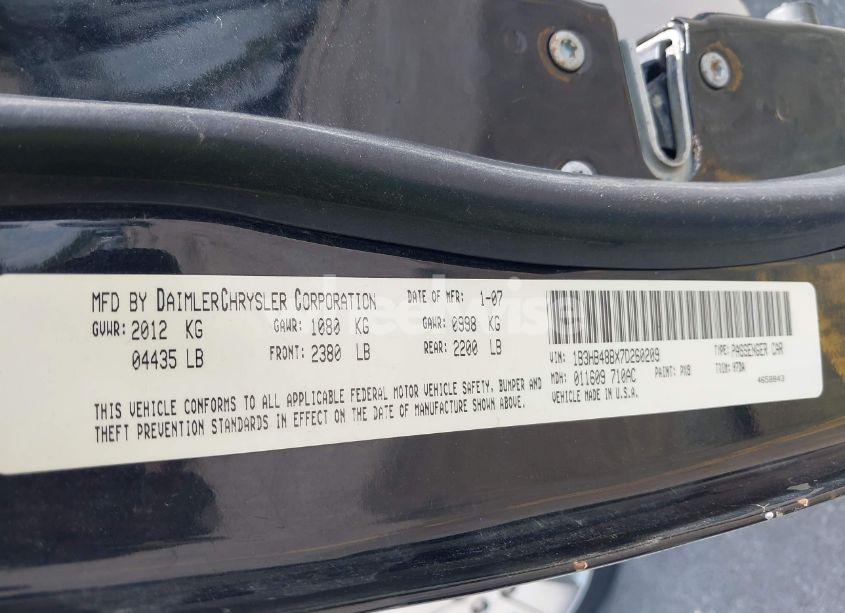 MFD BY DAIMLERCHRYSLER CORPORATION DATE OF MFR: 1-07
GVWR: 2012 KG GAWR: 1080 KG GAWR: 0998 KG
04435 LB FRONT: 2380 LB REAR: 2200 LB
THIS VEHICLE CONFORMS TO ALL APPLICABLE FEDERAL MOTOR VEHICLE SAFETY, BUMPER AND
THEFT PREVENTION STANDARDS IN EFFECT ON THE DATE OF MANUFACTURE SHOWN ABOVE.
VIN: 1B3HB48BX7D260209 TYPE: PASSENGER CAR
MDH: 011609 710AC PAINT: PX8 TRIM: H7DA
VEHICLE MADE IN U.S.A. 4658843
wheelwise